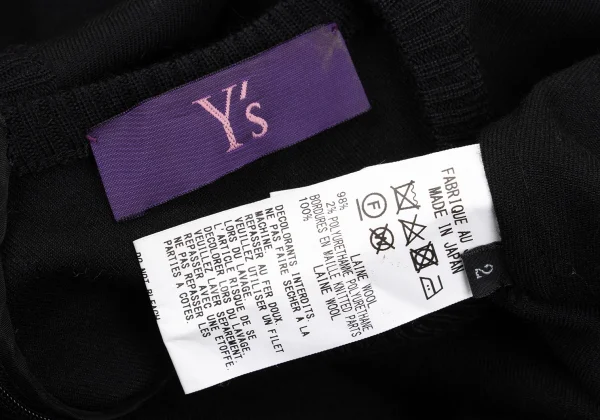 Y's
FABRIQUE AU
MADE IN JAPAN
2
98% LAINE WOOL
2% POLYURETHANE POLYURETHANE
BORDURES EN MAILLE KNITTED PARTS
100% LAINE WOOL
DECOLORANTS INTERDITS.
NE PAS FAIRE SECHER A LA
MACHINE.
REPASSER AU FER DOUX.
VEUILLEZ UTILISER UN FILET
LORS DU LAVAGE.
L'ARTICLE RISQUE DE SE
DECOLORER LORS DU LAVAGE.
VEUILLEZ LAVER SEPAREMENT.
REPASSER AVEC UNE ETOFFE.
NE PAS REPASSER LES
PARTIES A COTES.
DO NOT BLEACH